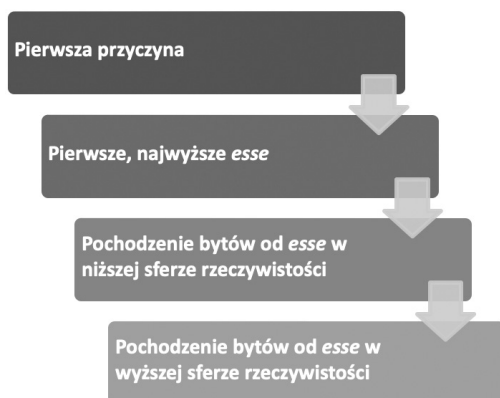 Pierwsza przyczyna
Pierwsze, najwyższe esse
Pochodzenie bytów od esse w
niższej sferze rzeczywistości
Pochodzenie bytów od esse w
wyższej sferze rzeczywistości